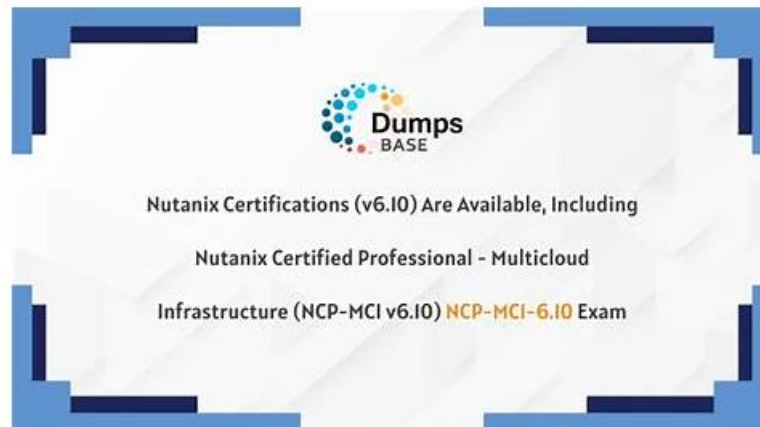 Dumps
BASE
Nutanix Certifications (v6.10) Are Available, Including
Nutanix Certified Professional - Multicloud
Infrastructure (NCP-MCI v6.10) NCP-MCI-6.10 Exam